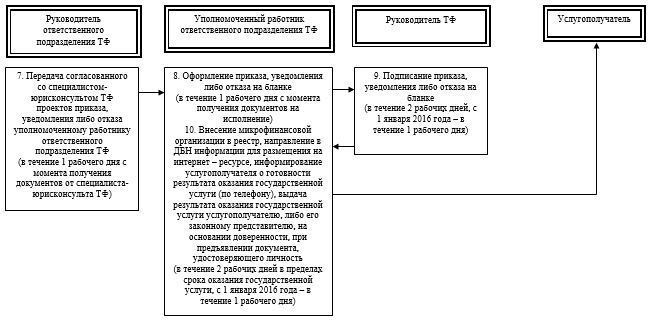 Руководитель
ответственного
подразделения ТФ
Уполномоченный работник
ответственного подразделения ТФ
Руководитель ТФ
Услугополучатель
7. Передача согласованного
со специалистом-
юрисконсультом ТФ
проектов приказа,
уведомления либо отказа
уполномоченному работнику
ответственного
подразделения ТФ
(в течение 1 рабочего дня с
момента получения
документов от специалиста-
юрисконсульта ТФ)
8. Оформление приказа, уведомления
либо отказа на бланке
(в течение 1 рабочего дня с момента
получения документов на
исполнение)
10. Внесение микрофинансовой
организации в реестр, направление в
ДБН информации для размещения на
интернет – ресурсе, информирование
услугополучателя о готовности
результата оказания государственной
услуги (по телефону), выдача
результата оказания государственной
услуги услугополучателю, либо его
законному представителю, на
основании доверенности, при
предъявлении документа,
удостоверяющего личность
(в течение 2 рабочих дней в пределах
срока оказания государственной
услуги, с 1 января 2016 года – в
течение 1 рабочего дня)
9. Подписание приказа,
уведомления либо отказа на
бланке
(в течение 2 рабочих дней, с
1 января 2016 года – в
течение 1 рабочего дня)